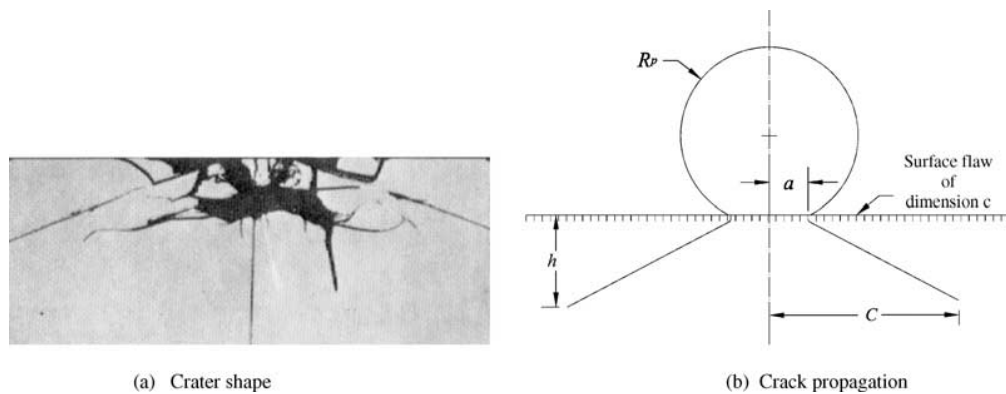 Rp
a
Surface flaw
of
dimension c
h
C
(a) Crater shape
(b) Crack propagation